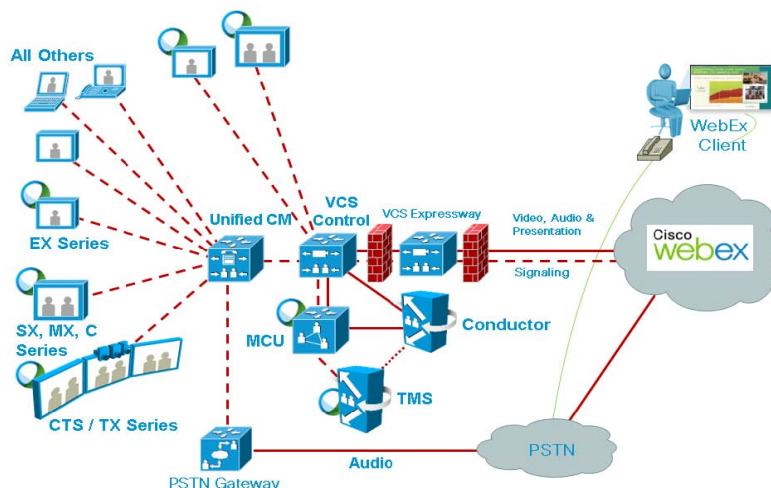 All Others
WebEx
Client
VCS
Control
VCS Expressway
Unified CM
Video, Audio &
Presentation
Cisco
webex
EX Series
Signaling
SX, MX, C
Series
MCU
Conductor
TMS
CTS / TX Series
PSTN
Audio
PSTN Gateway